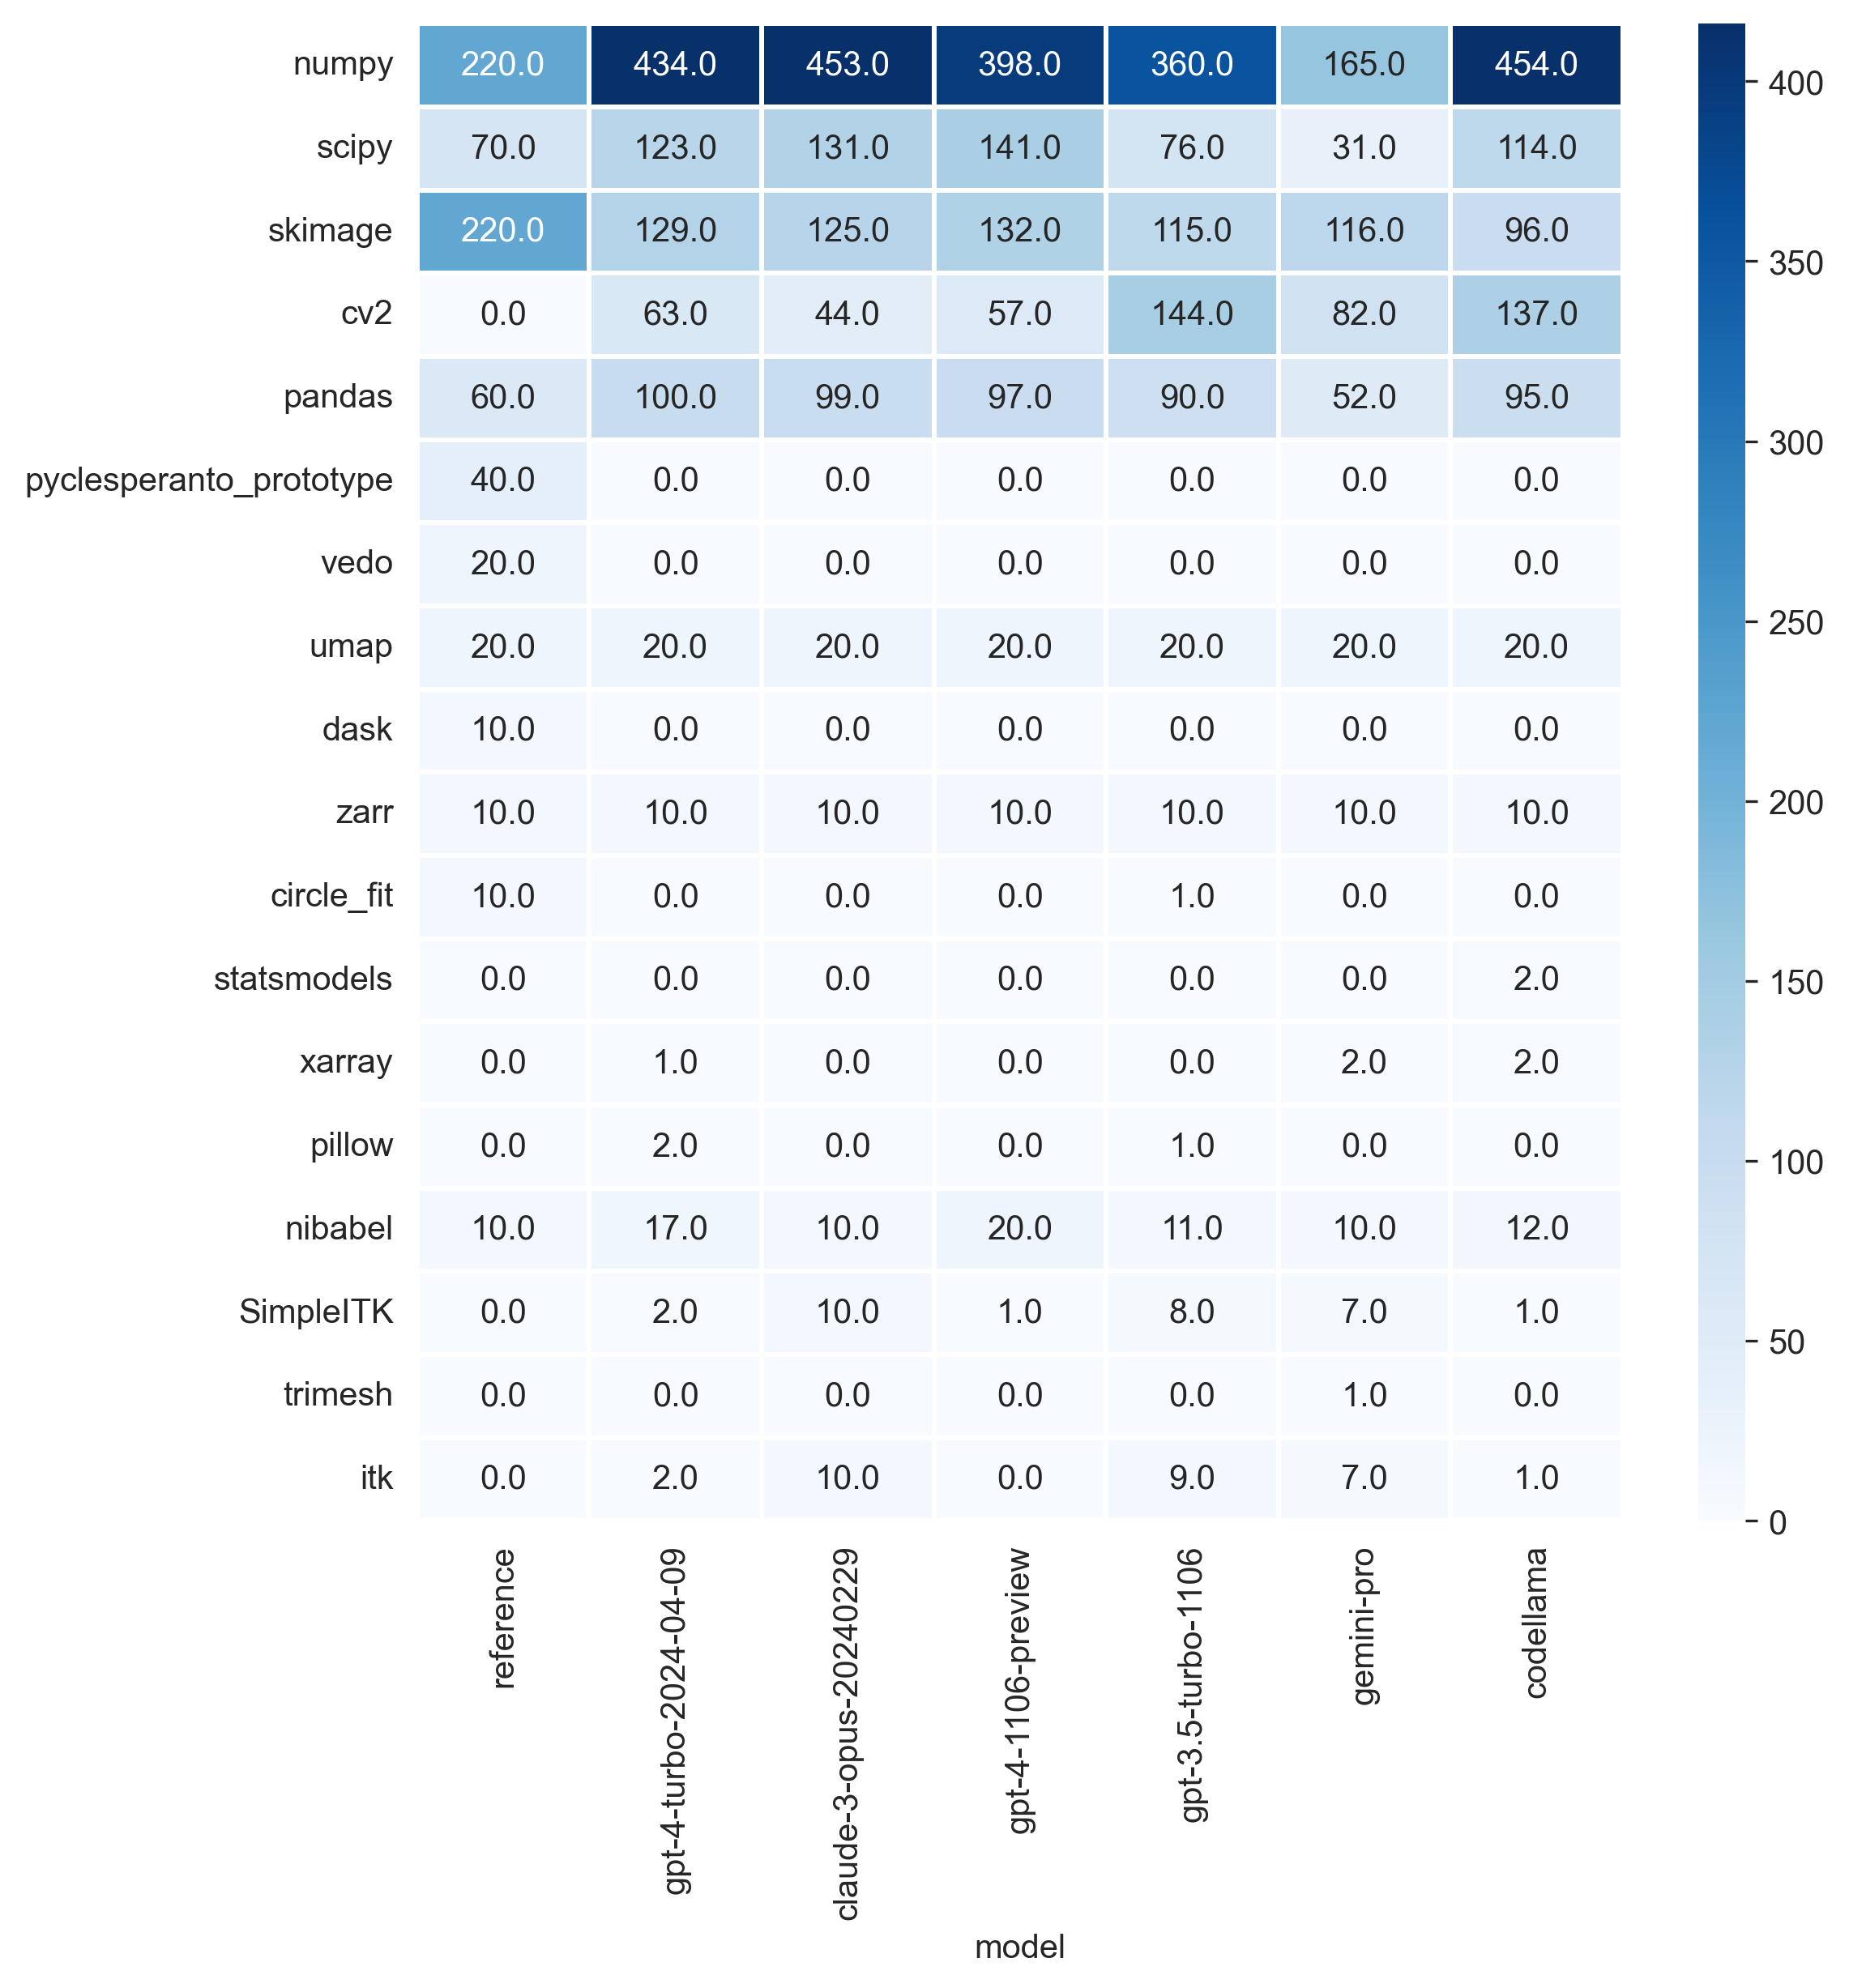 numpy 220.0 434.0 453.0 398.0 360.0 165.0 454.0
scipy 70.0 123.0 131.0 141.0 76.0 31.0 114.0
skimage 220.0 129.0 125.0 132.0 115.0 116.0 96.0
cv2 0.0 63.0 44.0 57.0 144.0 82.0 137.0
pandas 60.0 100.0 99.0 97.0 90.0 52.0 95.0
pyclesperanto_prototype 40.0 0.0 0.0 0.0 0.0 0.0 0.0
vedo 20.0 0.0 0.0 0.0 0.0 0.0 0.0
umap 20.0 20.0 20.0 20.0 20.0 20.0 20.0
dask 10.0 0.0 0.0 0.0 0.0 0.0 0.0
zarr 10.0 10.0 10.0 10.0 10.0 10.0 10.0
circle_fit 10.0 0.0 0.0 0.0 1.0 0.0 0.0
statsmodels 0.0 0.0 0.0 0.0 0.0 0.0 2.0
xarray 0.0 1.0 0.0 0.0 0.0 2.0 2.0
pillow 0.0 2.0 0.0 0.0 1.0 0.0 0.0
nibabel 10.0 17.0 10.0 20.0 11.0 10.0 12.0
SimpleITK 0.0 2.0 10.0 1.0 8.0 7.0 1.0
trimesh 0.0 0.0 0.0 0.0 0.0 1.0 0.0
itk 0.0 2.0 10.0 0.0 9.0 7.0 1.0
reference
gpt-4-turbo-2024-04-09
claude-3-opus-20240229
gpt-4-1106-preview
gpt-3.5-turbo-1106
gemini-pro
codellama
model
400
350
300
250
200
150
100
50
0